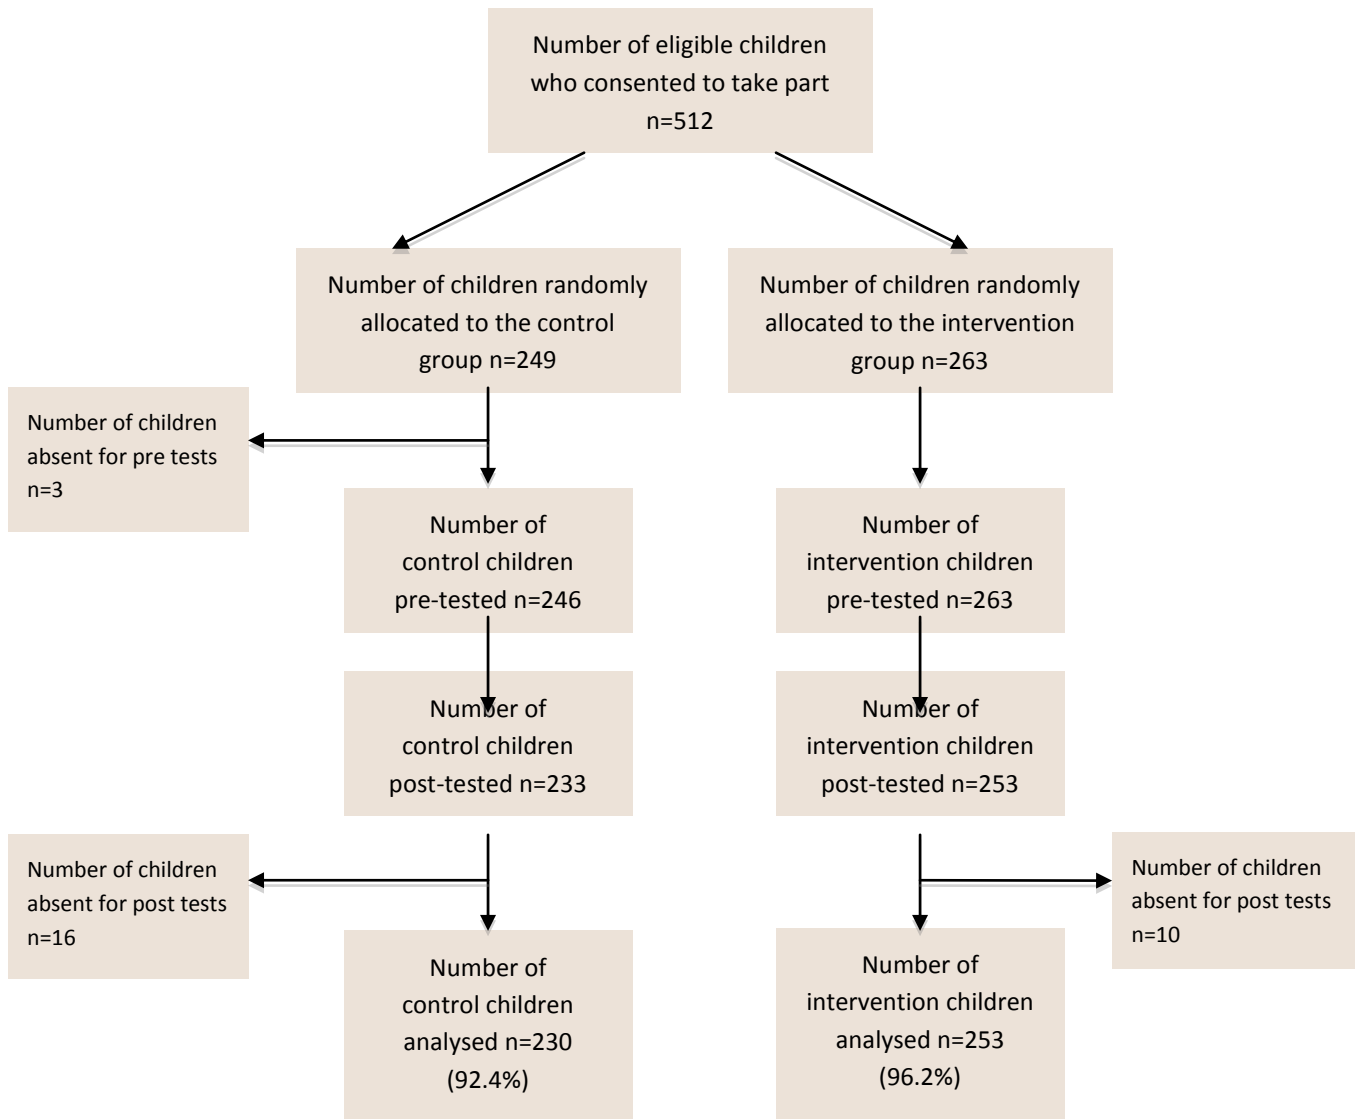 Number of eligible children
who consented to take part
n=512
Number of children randomly
allocated to the control
group n=249
Number of children randomly
allocated to the intervention
group n=263
Number of children
absent for pre tests
n=3
Number of
control children
pre-tested n=246
Number of
intervention children
pre-tested n=263
Number of
control children
post-tested n=233
Number of
intervention children
post-tested n=253
Number of children
absent for post tests
n=16
Number of children
absent for post tests
n=10
Number of
control children
analysed n=230
(92.4%)
Number of
intervention children
analysed n=253
(96.2%)